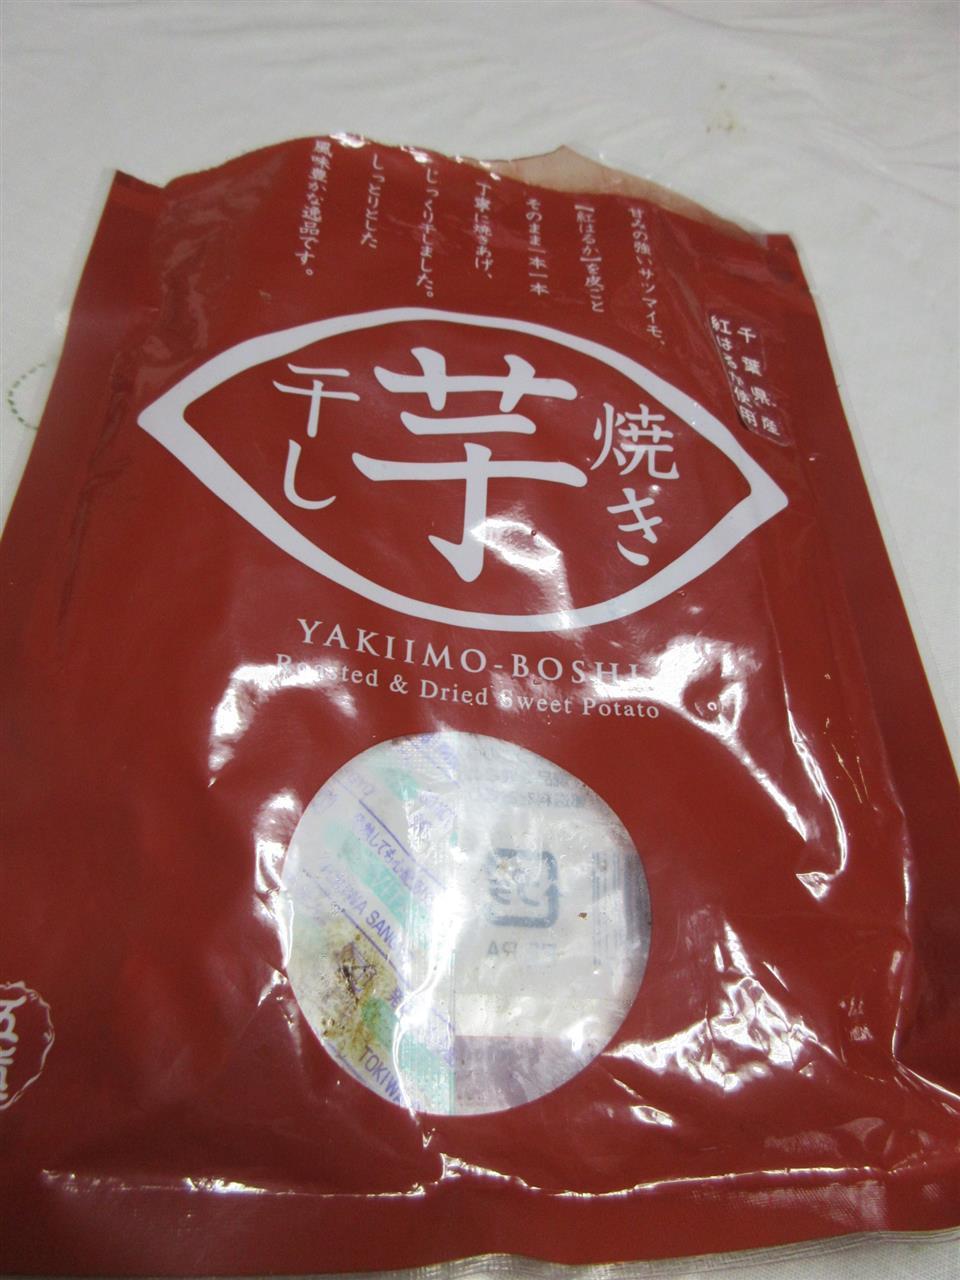 甘みの強いサツマイモ、
【紅はるか】を皮ごと
そのまま一本一本
丁寧に焼きあげ、
じっくり干しました。
しっとりとした
風味豊かな逸品です。
千葉県産
紅はるか使用
焼き
芋
干し
YAKIIMO-BOSHI
Roasted & Dried Sweet Potato
TOKIWA